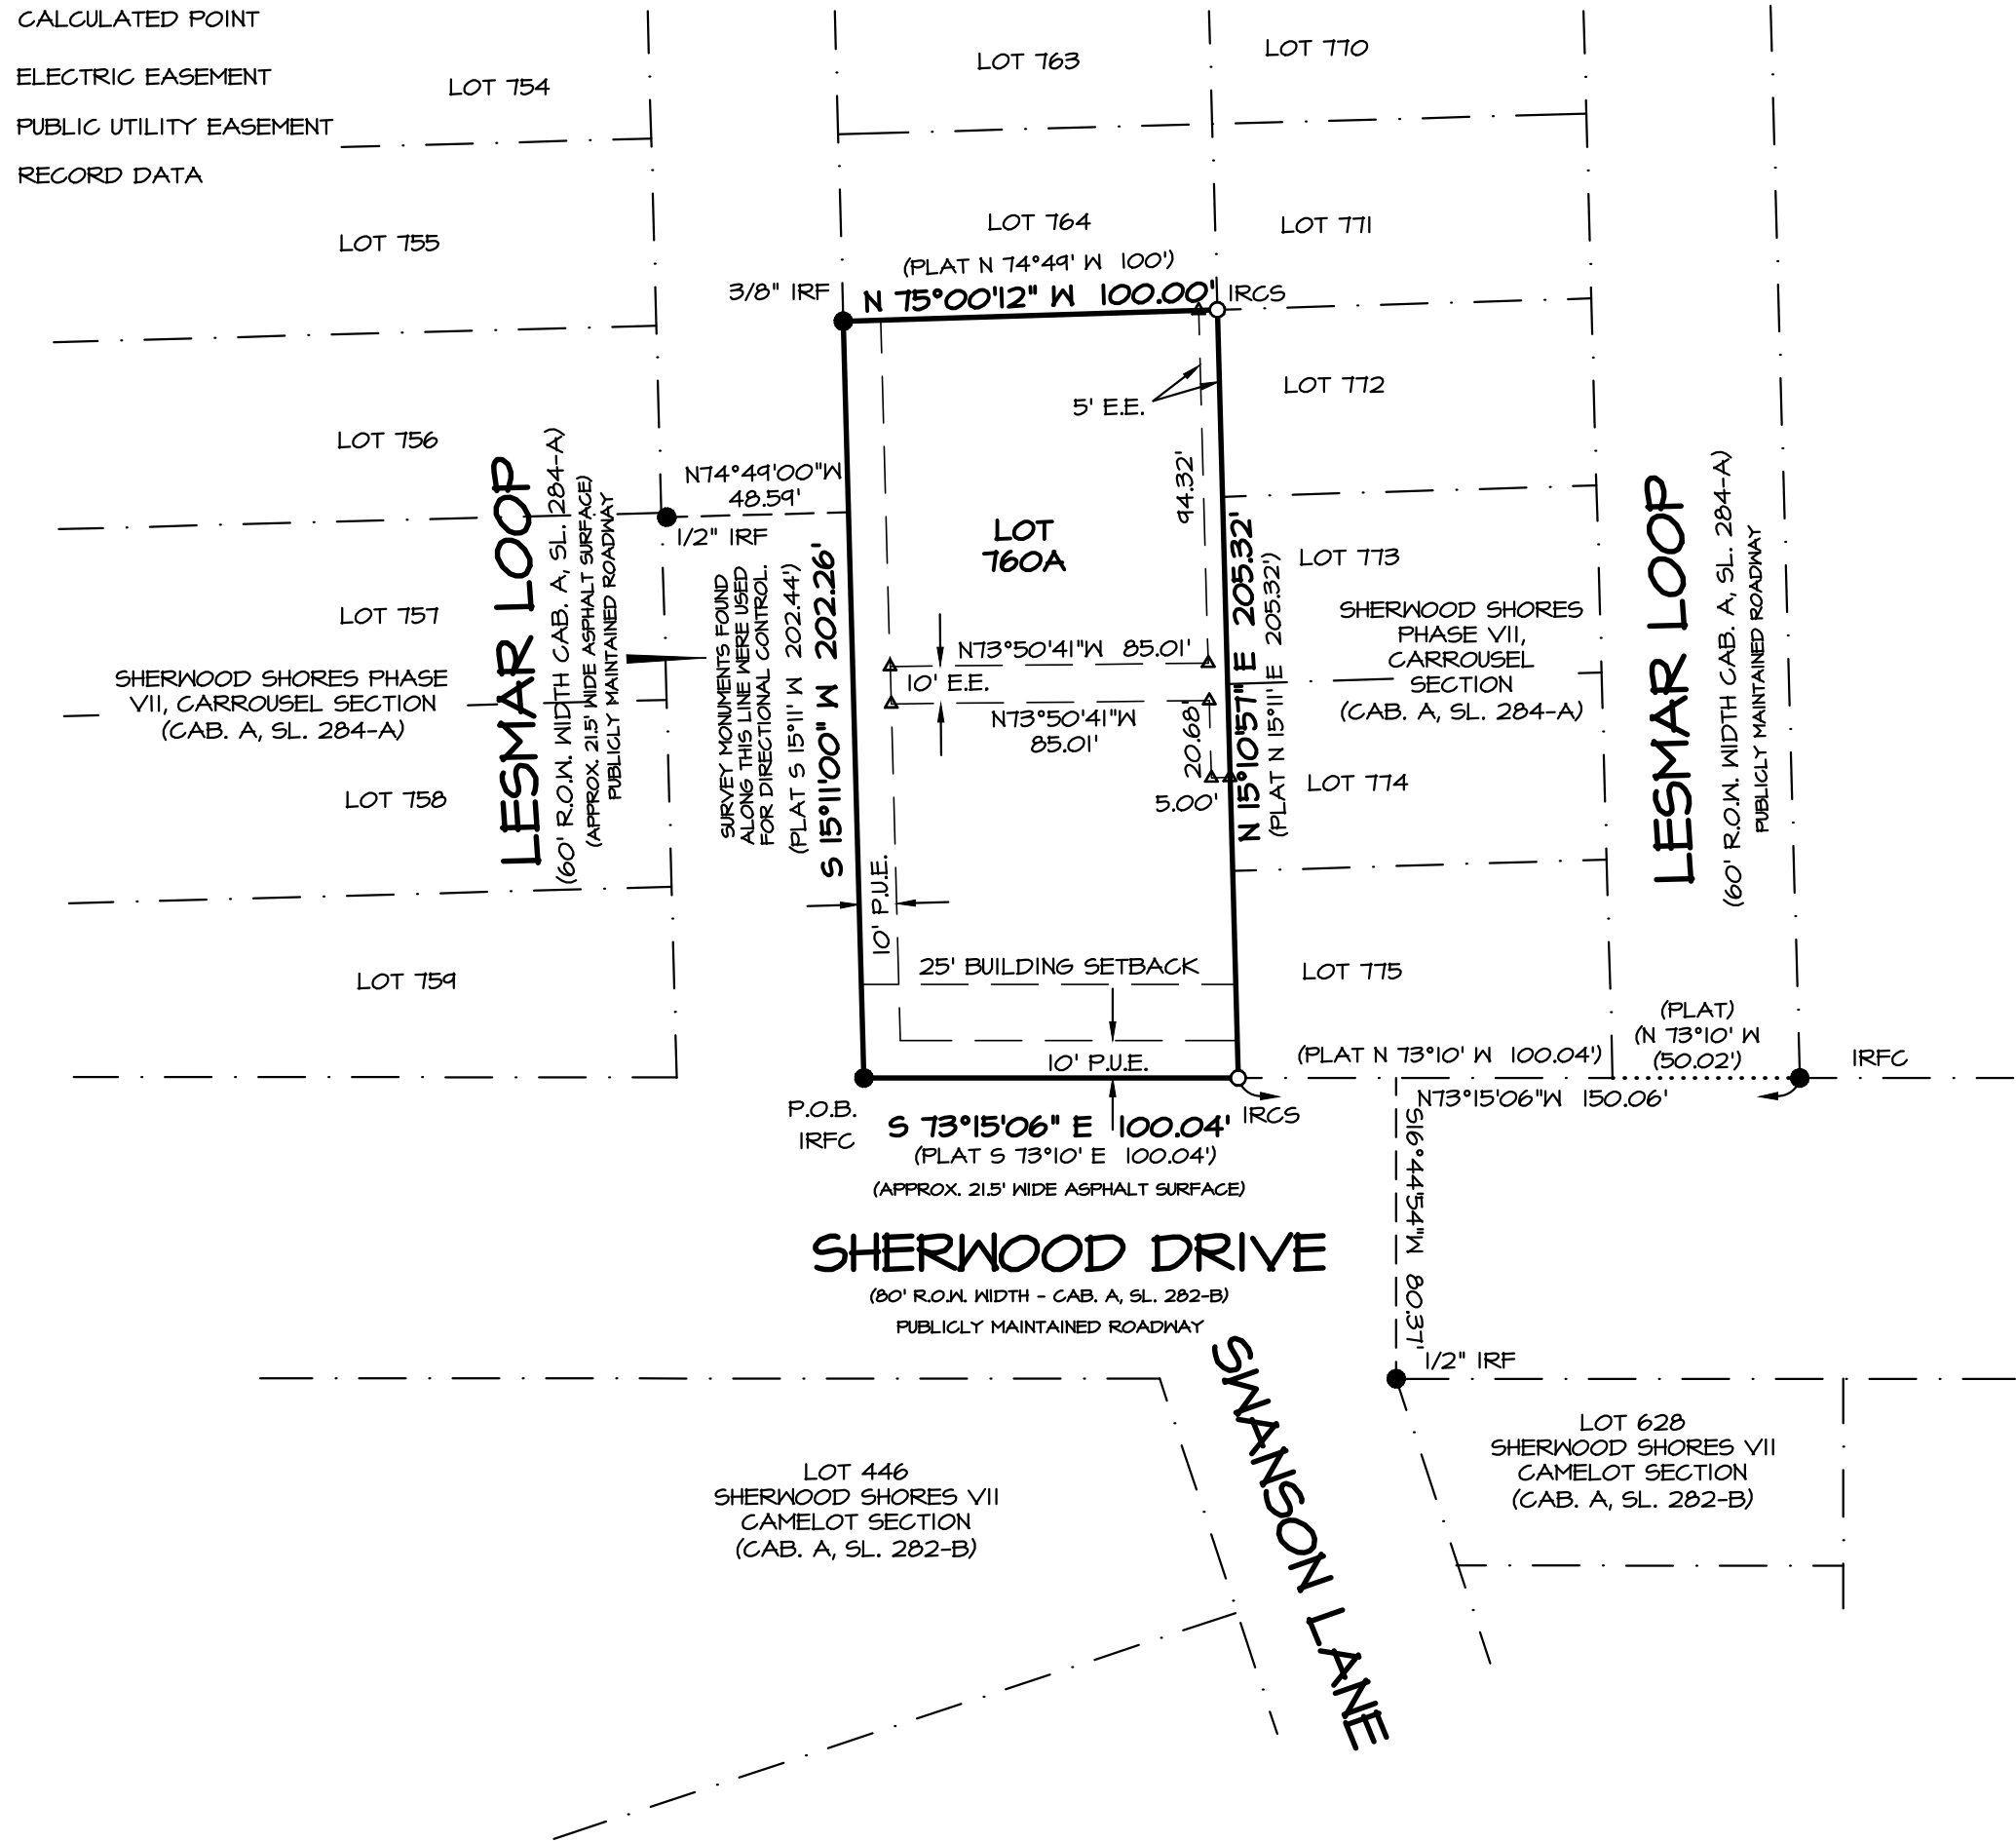 CALCULATED POINT
ELECTRIC EASEMENT
PUBLIC UTILITY EASEMENT
RECORD DATA
LOT 754
LOT 763
LOT 770
LOT 755
LOT 764
(PLAT N 74°49' W 100')
N 75°00'12" W 100.00'
3/8" IRF
IRCS
LOT 771
LOT 756
LOT 772
5' E.E.
94.32'
N74°49'00"W
48.59'
1/2" IRF
LOT
760A
LESMAR LOOP
(60' R.O.W. WIDTH CAB. A, SL. 284-A)
(APPROX. 21.5' WIDE ASPHALT SURFACE)
PUBLICLY MAINTAINED ROADWAY
SURVEY MONUMENTS FOUND
ALONG THIS LINE WERE USED
FOR DIRECTIONAL CONTROL.
(PLAT S 15°11' W 202.44')
S 15°11'00" W 202.26'
LOT 757
SHERWOOD SHORES PHASE
VII, CARROUSEL SECTION
(CAB. A, SL. 284-A)
LOT 758
LOT 759
N73°50'41"W 85.01'
10' E.E.
N73°50'41"W
85.01'
20.68'
5.00'
N 15°10'57" E 205.32'
(PLAT N 15°11' E 205.32')
LOT 773
SHERWOOD SHORES
PHASE VII,
CARROUSEL
SECTION
(CAB. A, SL. 284-A)
LOT 774
LOT 775
LESMAR LOOP
(60' R.O.W. WIDTH CAB. A, SL. 284-A)
PUBLICLY MAINTAINED ROADWAY
10' P.U.E.
25' BUILDING SETBACK
10' P.U.E.
(PLAT N 73°10' W 100.04')
(PLAT)
(N 73°10' W
(50.02')
IRFC
N73°15'06"W 150.06'
P.O.B.
IRFC
IRCS
S 73°15'06" E 100.04'
(PLAT S 73°10' E 100.04')
(APPROX. 21.5' WIDE ASPHALT SURFACE)
SHERWOOD DRIVE
(80' R.O.W. WIDTH - CAB. A, SL. 282-B)
PUBLICLY MAINTAINED ROADWAY
S16°44'54"W 80.37'
1/2" IRF
SWANSON LANE
LOT 446
SHERWOOD SHORES VII
CAMELOT SECTION
(CAB. A, SL. 282-B)
LOT 628
SHERWOOD SHORES VII
CAMELOT SECTION
(CAB. A, SL. 282-B)